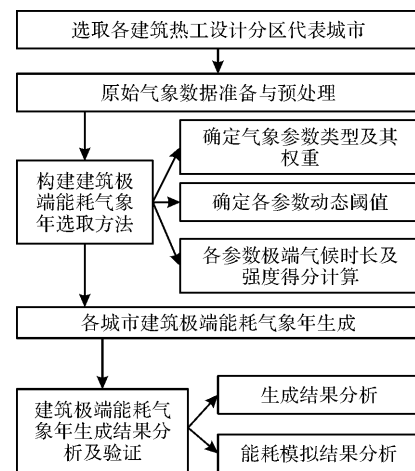 选取各建筑热工设计分区代表城市
原始气象数据准备与预处理
确定气象参数类型及其
权重
构建建筑极
端能耗气象
年选取方法
确定各参数动态阈值
各参数极端气候时长及
强度得分计算
各城市建筑极端能耗气象年生成
建筑极端能耗气
象年生成结果分
析及验证
生成结果分析
能耗模拟结果分析